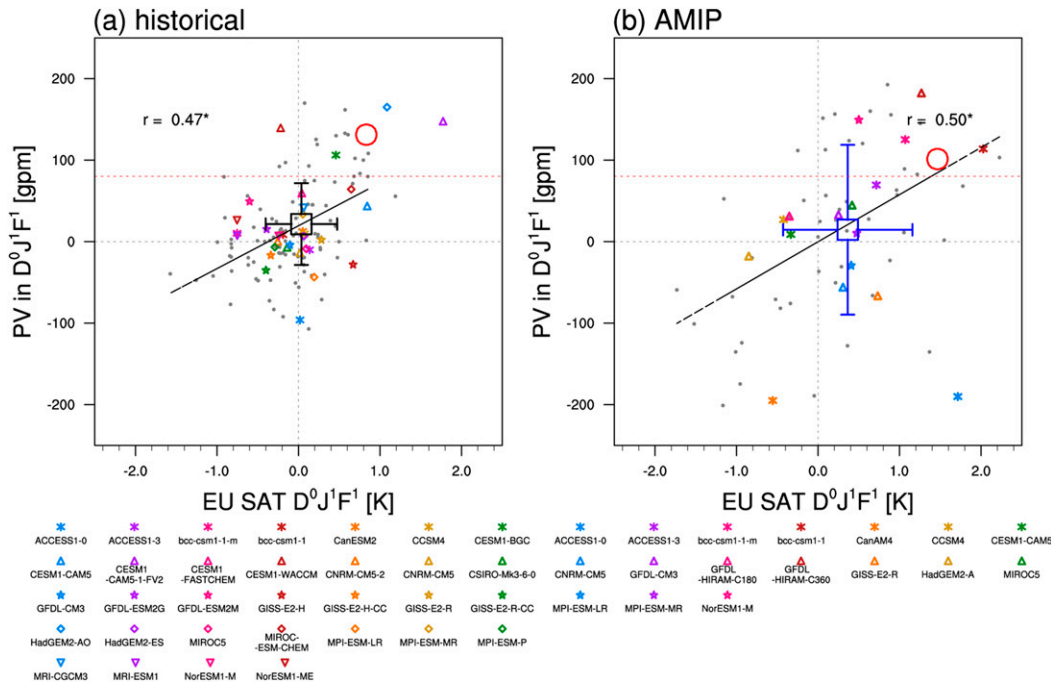 (a) historical
(b) AMIP
r = 0.47*
r = 0.50*
PV in D⁰J¹F¹ [gpm]
200
100
0
-100
-200
-2.0 -1.0 0.0 1.0 2.0
EU SAT D⁰J¹F¹ [K]
PV in D⁰J¹F¹ [gpm]
200
100
0
-100
-200
-2.0 -1.0 0.0 1.0 2.0
EU SAT D⁰J¹F¹ [K]
ACCESS1-0 ACCESS1-3 bcc-csm1-1-m bcc-csm1-1 CanESM2 CCSM4 CESM1-BGC
CESM1-CAM5 CESM1 -CAM5-1-FV2 CESM1 -FASTCHEM CESM1-WACCM CNRM-CM5-2 CNRM-CM5 CSIRO-Mk3-6-0
GFDL-CM3 GFDL-ESM2G GFDL-ESM2M GISS-E2-H GISS-E2-H-CC GISS-E2-R GISS-E2-R-CC
HadGEM2-AO HadGEM2-ES MIROC5 MIROC -ESM-CHEM MPI-ESM-LR MPI-ESM-MR MPI-ESM-P
MRI-CGCM3 MRI-ESM1 NorESM1-M NorESM1-ME
ACCESS1-0 ACCESS1-3 bcc-csm1-1-m bcc-csm1-1 CanAM4 CCSM4 CESM1-CAM5
CNRM-CM5 GFDL-CM3 GFDL -HIRAM-C180 GFDL -HIRAM-C360 GISS-E2-R HadGEM2-A MIROC5
MPI-ESM-LR MPI-ESM-MR NorESM1-M